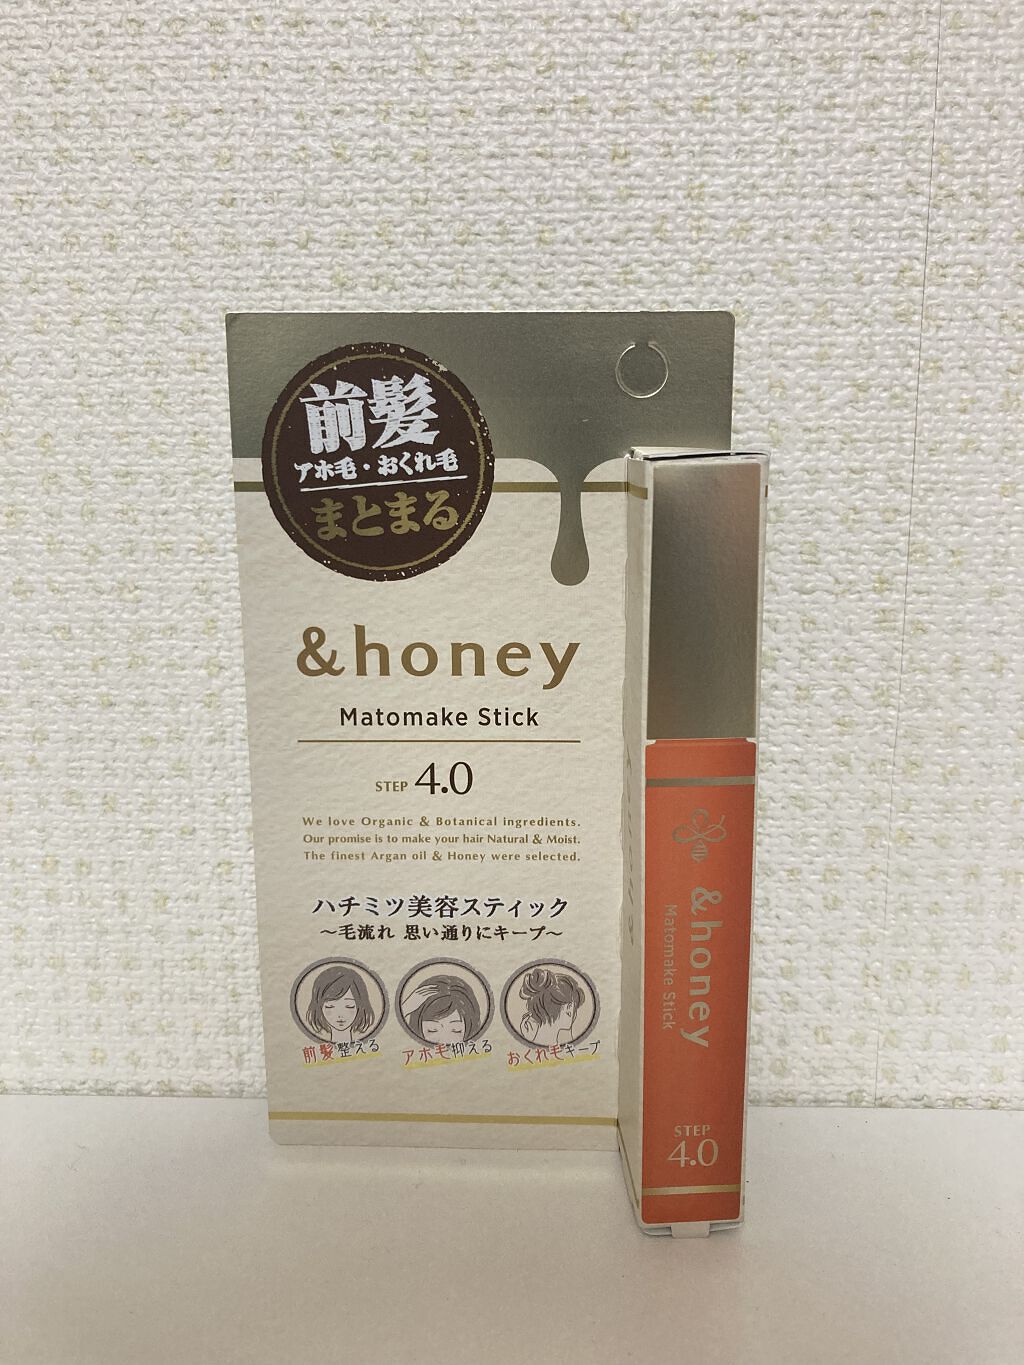 前髪
アホ毛・おくれ毛
まとまる
&honey
Matomake Stick
STEP 4.0
We love Organic & Botanical ingredients.
Our promise is to make your hair Natural & Moist.
The finest Argan oil & Honey were selected.
ハチミツ美容スティック
～毛流れ 思い通りにキープ～
前髪整える
アホ毛抑える
おくれ毛キープ
&honey
Matomake Stick
STEP
4.0